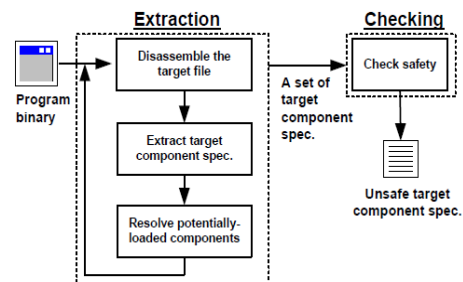 Extraction
Checking
Program
binary
Disassemble the
target file
Extract target
component spec.
Resolve potentially-
loaded components
A set of
target
component
spec.
Check safety
Unsafe target
component spec.